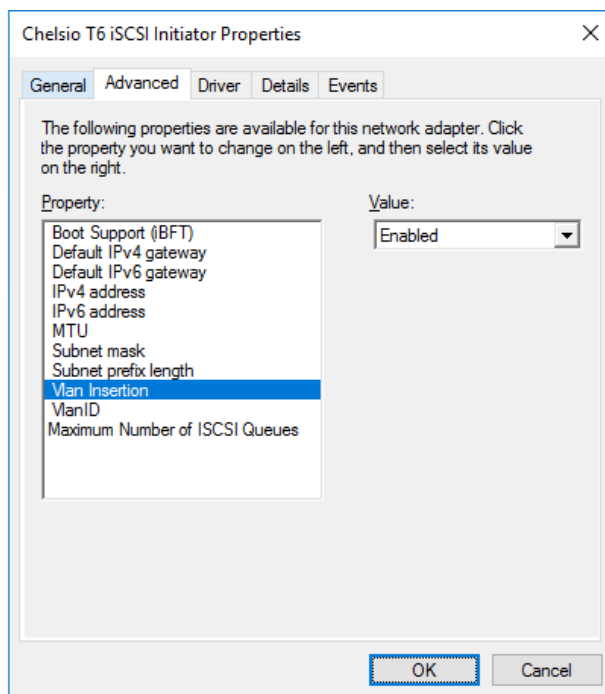 Chelsio T6 iSCSI Initiator Properties
General Advanced Driver Details Events
The following properties are available for this network adapter. Click
the property you want to change on the left, and then select its value
on the right.
Property:
Value:
Boot Support (iBFT)
Default IPv4 gateway
Default IPv6 gateway
IPv4 address
IPv6 address
MTU
Subnet mask
Subnet prefix length
Vlan Insertion
VlanID
Maximum Number of ISCSI Queues
Enabled
OK Cancel